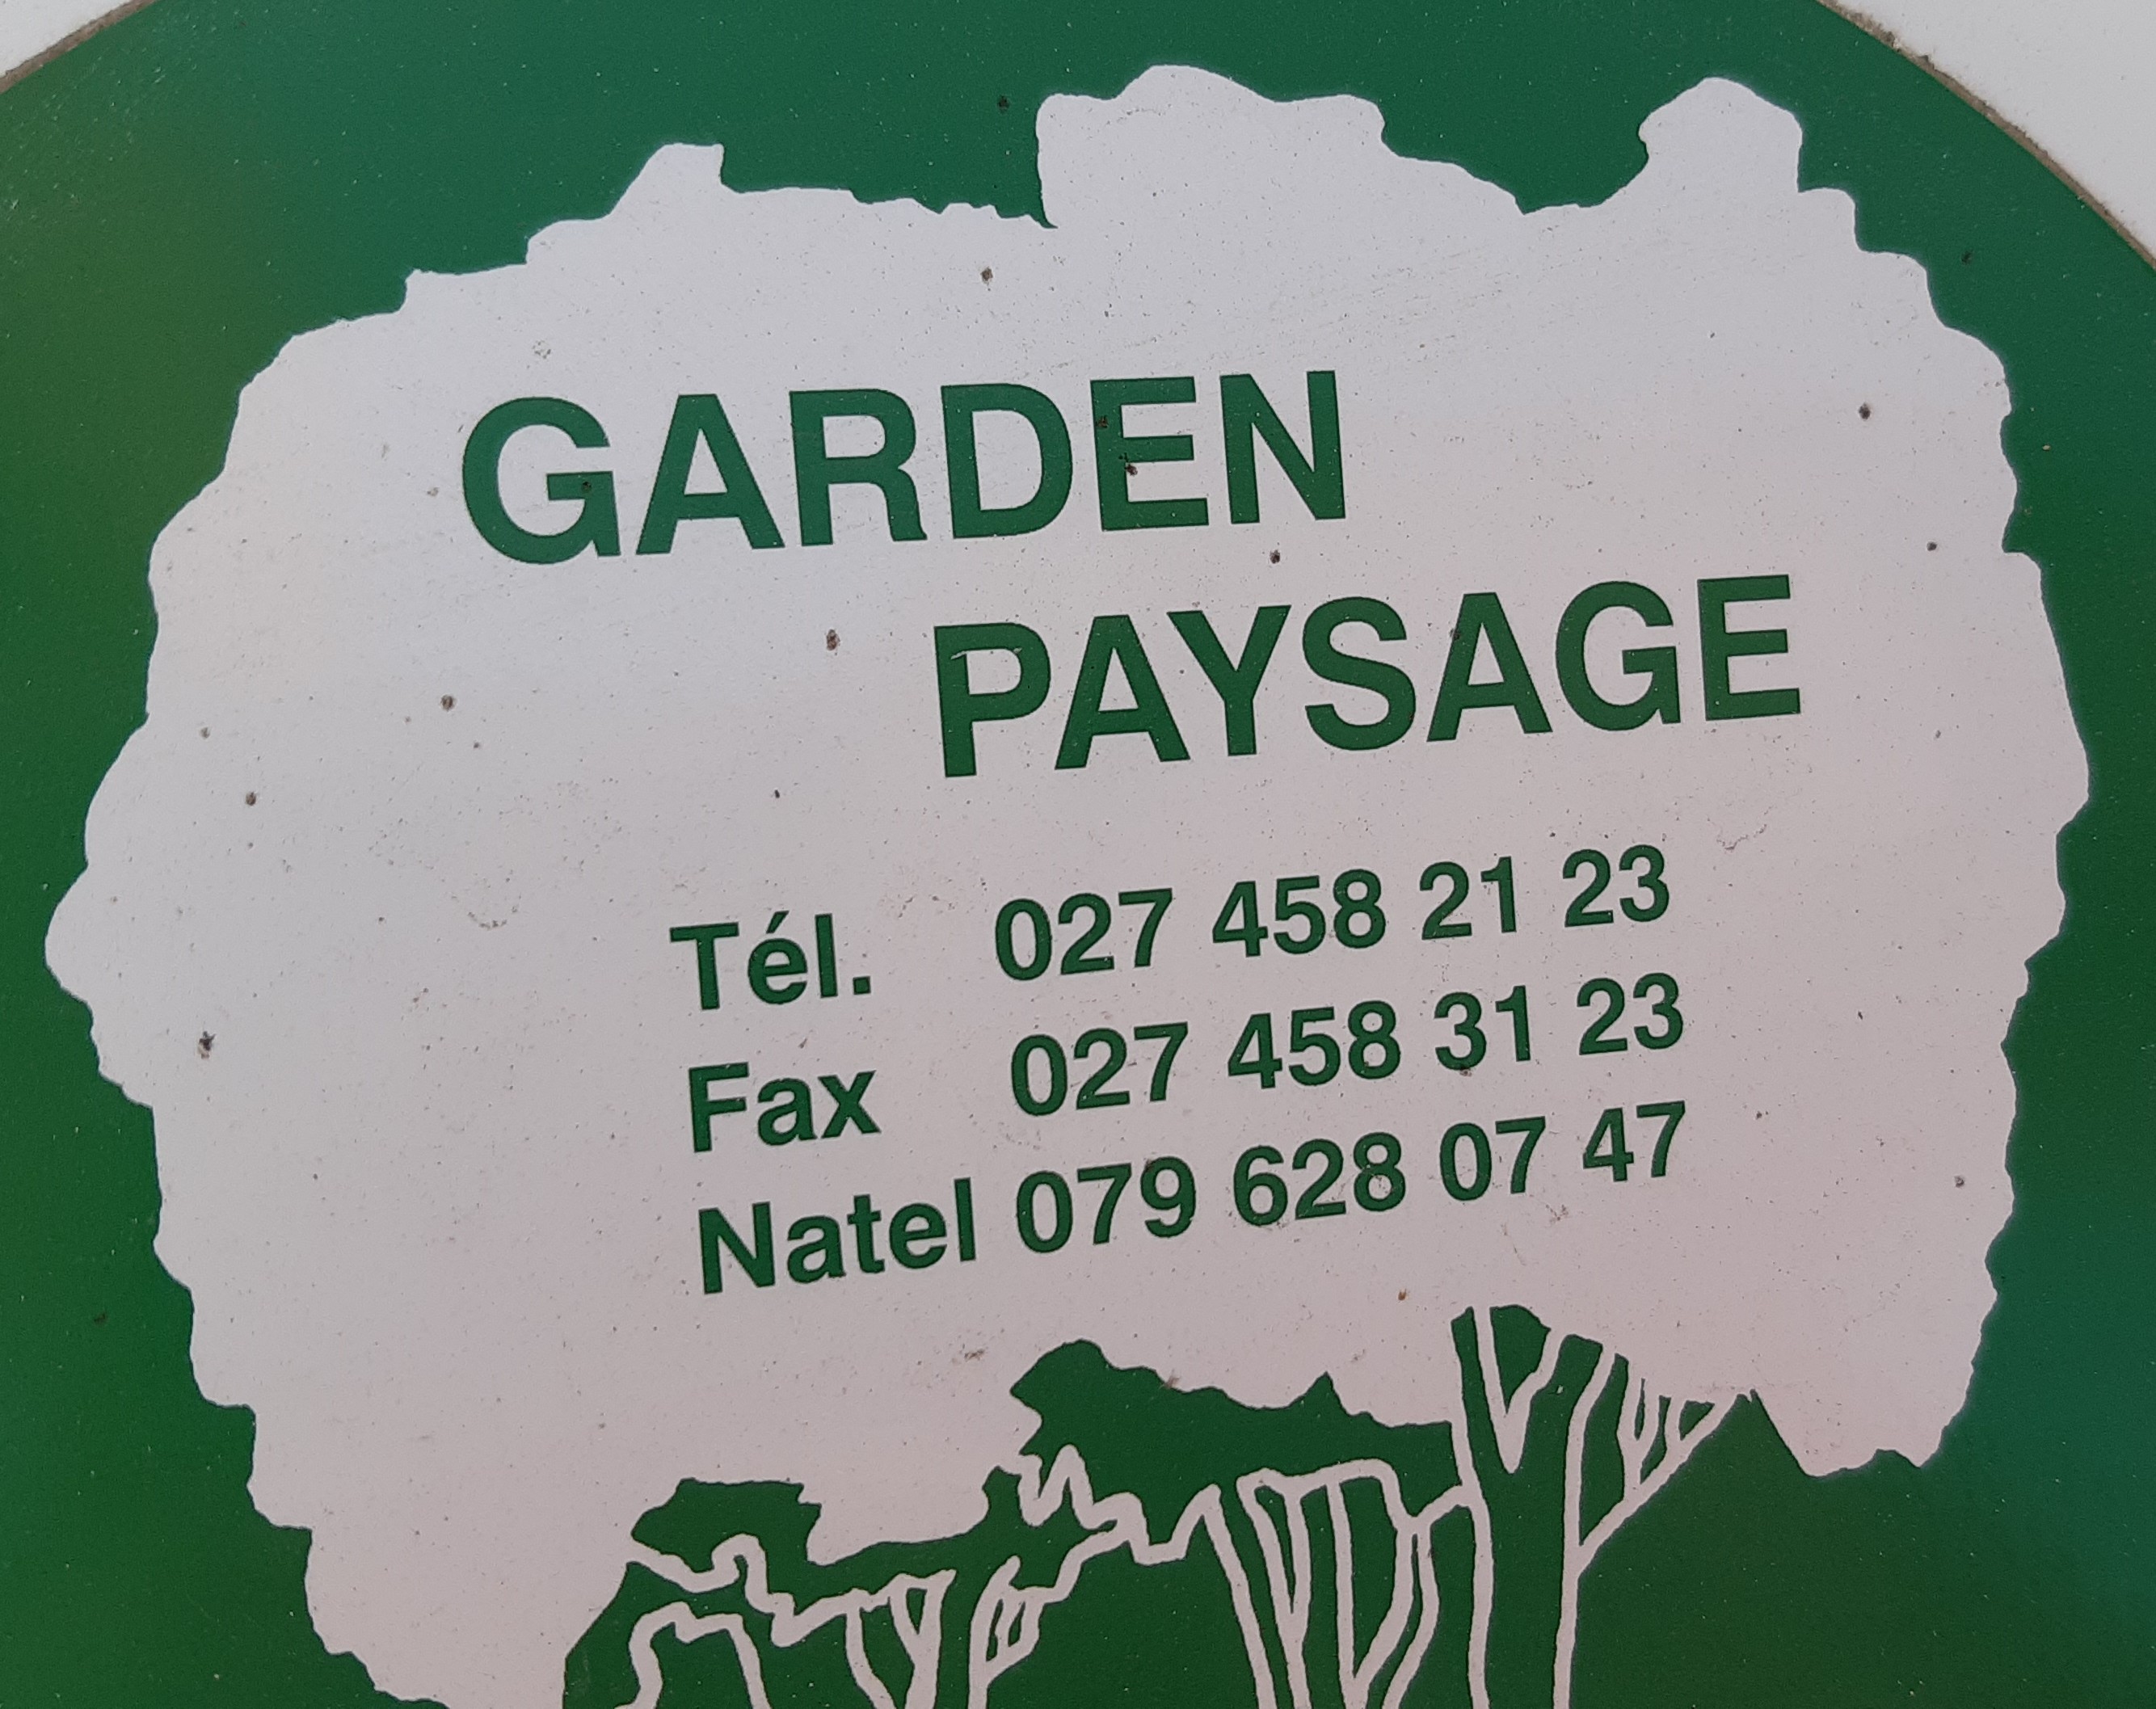 GARDEN
PAYSAGE
Tél. 027 458 21 23
Fax 027 458 31 23
Natel 079 628 07 47